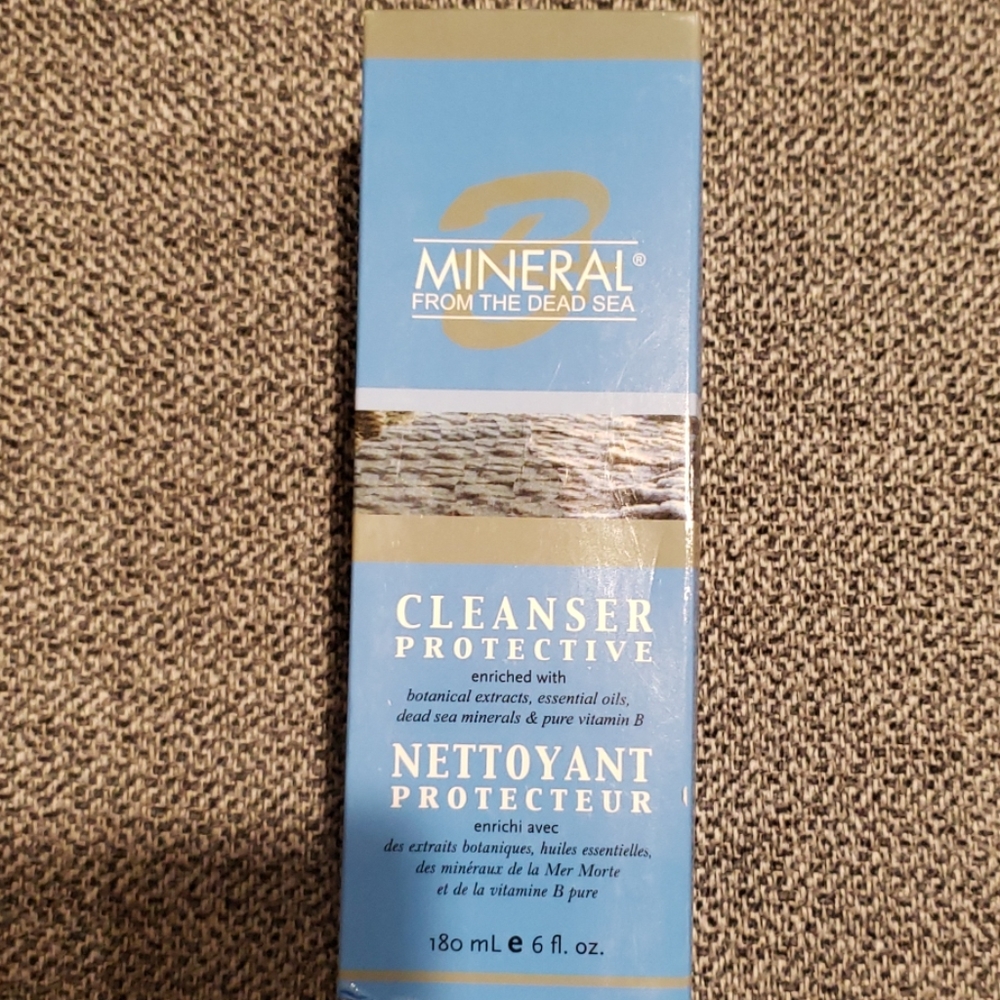 B
MINERAL®
FROM THE DEAD SEA
CLEANSER
PROTECTIVE
enriched with
botanical extracts, essential oils,
dead sea minerals & pure vitamin B
NETTOYANT
PROTECTEUR
enrichi avec
des extraits botaniques, huiles essentielles,
des minéraux de la Mer Morte
et de la vitamine B pure
180 mL e 6 fl. oz.